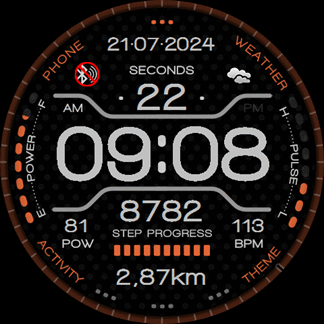 21·07·2024
PHONE
WEATHER
SECONDS
· 22 ·
AM
PM
F
H
09:08
POWER
PULSE
E
L
8782
81
POW
STEP PROGRESS
113
BPM
ACTIVITY
THEME
2,87km